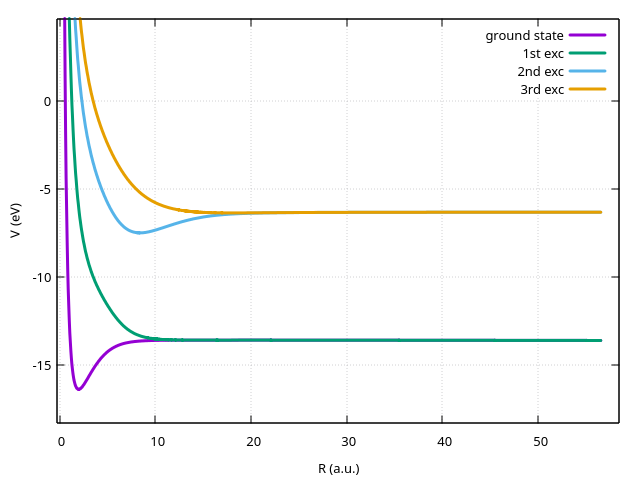 ground state
1st exc
2nd exc
3rd exc
0
-5
-10
-15
V (eV)
0 10 20 30 40 50
R (a.u.)